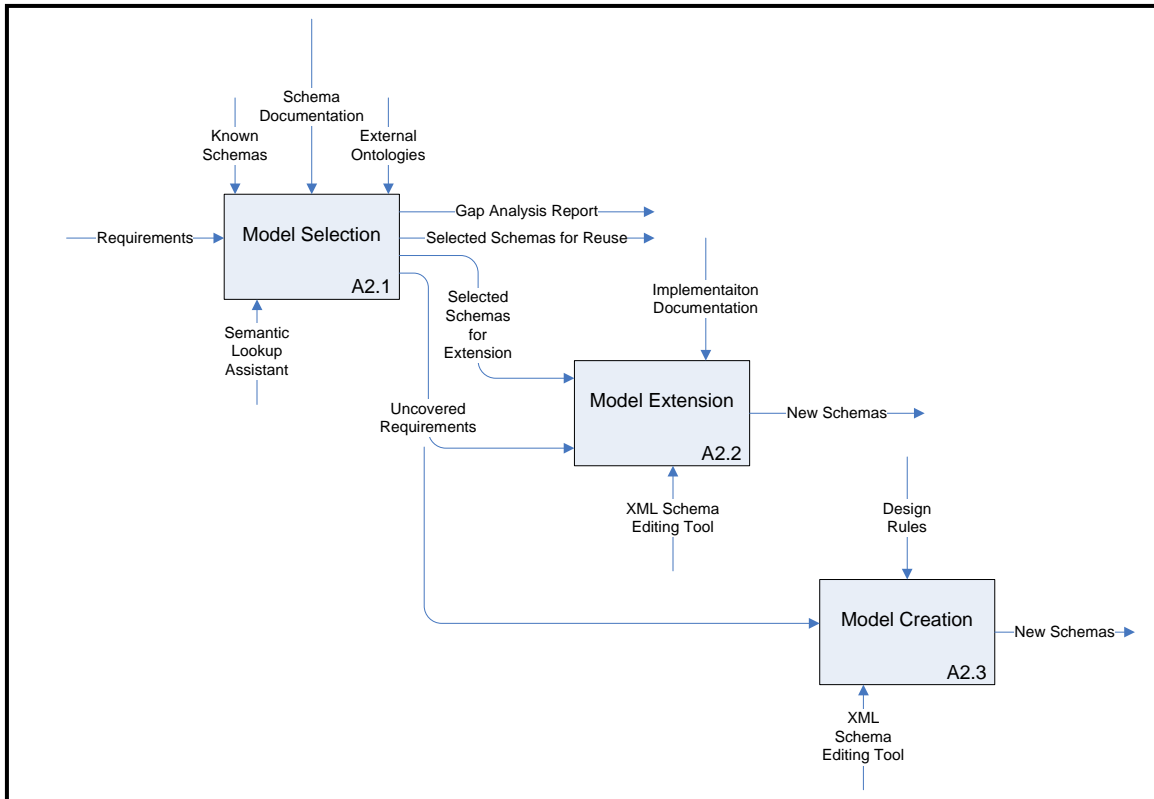 Schema
Documentation
Known
Schemas
External
Ontologies
Requirements
Model Selection
A2.1
Gap Analysis Report
Selected Schemas for Reuse
Semantic
Lookup
Assistant
Selected
Schemas
for
Extension
Uncovered
Requirements
Implementaiton
Documentation
Model Extension
A2.2
New Schemas
XML Schema
Editing Tool
Design
Rules
Model Creation
A2.3
New Schemas
XML
Schema
Editing Tool